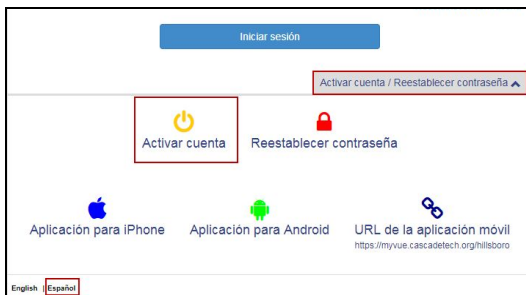 Iniciar sesión
Activar cuenta / Reestablecer contraseña
Activar cuenta
Reestablecer contraseña
Aplicación para iPhone
Aplicación para Android
URL de la aplicación móvil
https://myvue.cascadetech.org/hillsboro
English | Español